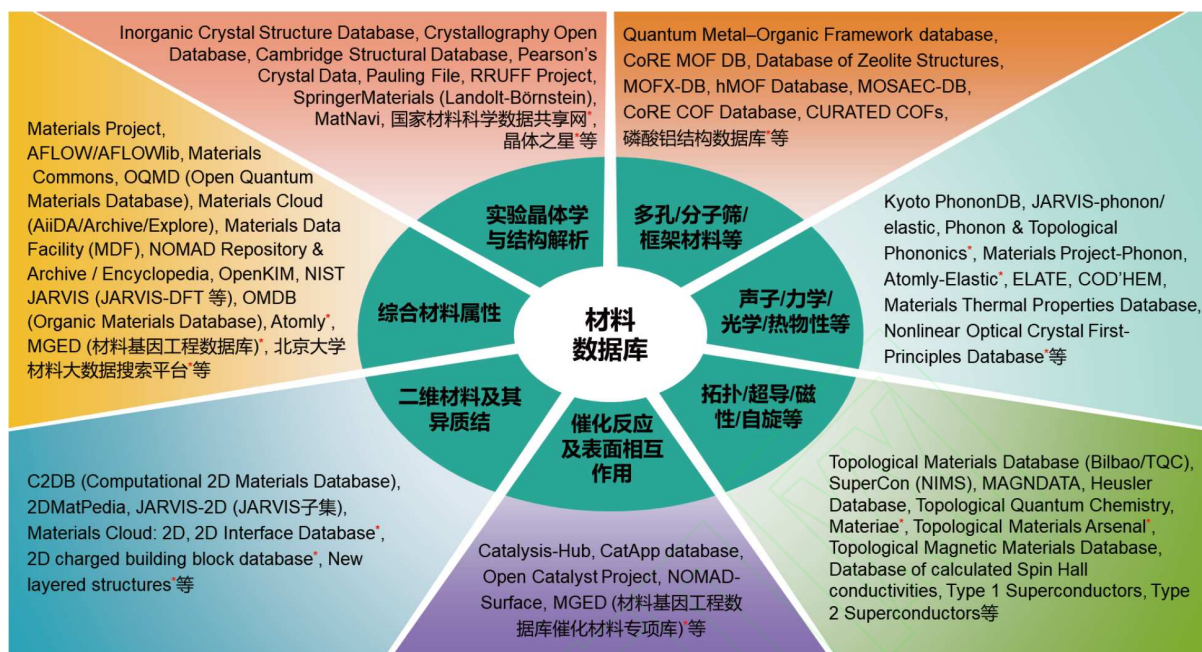 Inorganic Crystal Structure Database, Crystallography Open
Database, Cambridge Structural Database, Pearson's
Crystal Data, Pauling File, RRUFF Project,
SpringerMaterials (Landolt-Börnstein),
MatNavi, 国家材料科学数据共享网*,
晶体之星*等
Quantum Metal–Organic Framework database,
CoRE MOF DB, Database of Zeolite Structures,
MOFX-DB, hMOF Database, MOSAEC-DB,
CoRE COF Database, CURATED COFs,
磷酸铝结构数据库*等
Materials Project,
AFLOW/AFLOWlib, Materials
Commons, OQMD (Open Quantum
Materials Database), Materials Cloud
(AiiDA/Archive/Explore), Materials Data
Facility (MDF), NOMAD Repository &
Archive / Encyclopedia, OpenKIM, NIST
JARVIS (JARVIS-DFT 等), OMDB
(Organic Materials Database), Atomly*,
MGED (材料基因工程数据库)*, 北京大学
材料大数据搜索平台*等
Kyoto PhononDB, JARVIS-phonon/
elastic, Phonon & Topological
Phononics*, Materials Project-Phonon,
Atomly-Elastic*, ELATE, COD'HEM,
Materials Thermal Properties Database,
Nonlinear Optical Crystal First-
Principles Database*等
实验晶体学
与结构解析
多孔/分子筛/
框架材料等
综合材料属性
材料
数据库
声子/力学/
光学/热物性等
二维材料及其
异质结
催化反应
及表面相互
作用
拓扑/超导/磁
性/自旋等
C2DB (Computational 2D Materials Database),
2DMatPedia, JARVIS-2D (JARVIS子集),
Materials Cloud: 2D, 2D Interface Database*,
2D charged building block database*, New
layered structures*等
Catalysis-Hub, CatApp database,
Open Catalyst Project, NOMAD-
Surface, MGED (材料基因工程数
据库催化材料专项库)*等
Topological Materials Database (Bilbao/TQC),
SuperCon (NIMS), MAGNDATA, Heusler
Database, Topological Quantum Chemistry,
Materiae*, Topological Materials Arsenal*,
Topological Magnetic Materials Database,
Database of calculated Spin Hall
conductivities, Type 1 Superconductors, Type
2 Superconductors等